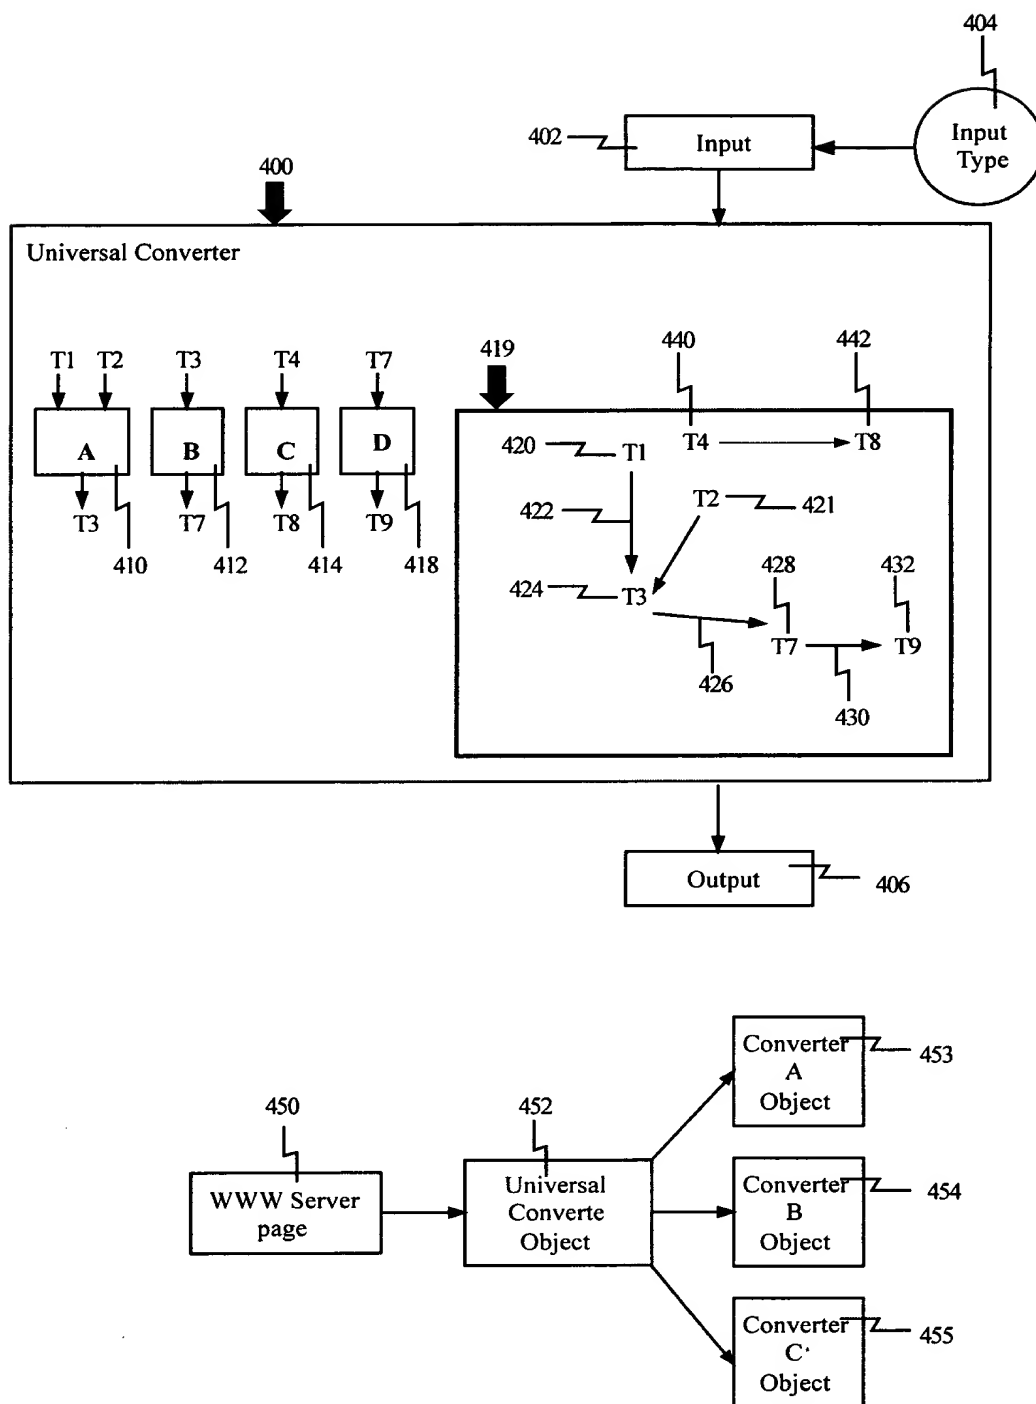 404
Input
Type
402
Input
400
Universal Converter
T1 T2 T3 T4 T7
A B C D
T3 T7 T8 T9
410 412 414 418
419
440 442
420 T1 T4 T8
422 T2 421
424 T3 428 432
T7 T9
426
430
Output
406
Converter
A
Object
453
450
WWW Server
page
452
Universal
Converte
Object
Converter
B
Object
454
Converter
C
Object
455